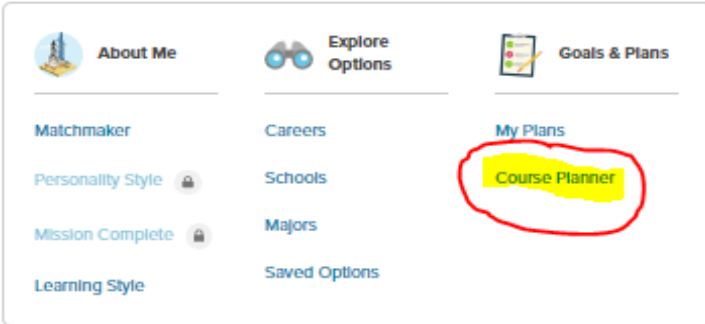 About Me
Matchmaker
Personality Style
Mission Complete
Learning Style
Explore
Options
Careers
Schools
Majors
Saved Options
Goals & Plans
My Plans
Course Planner